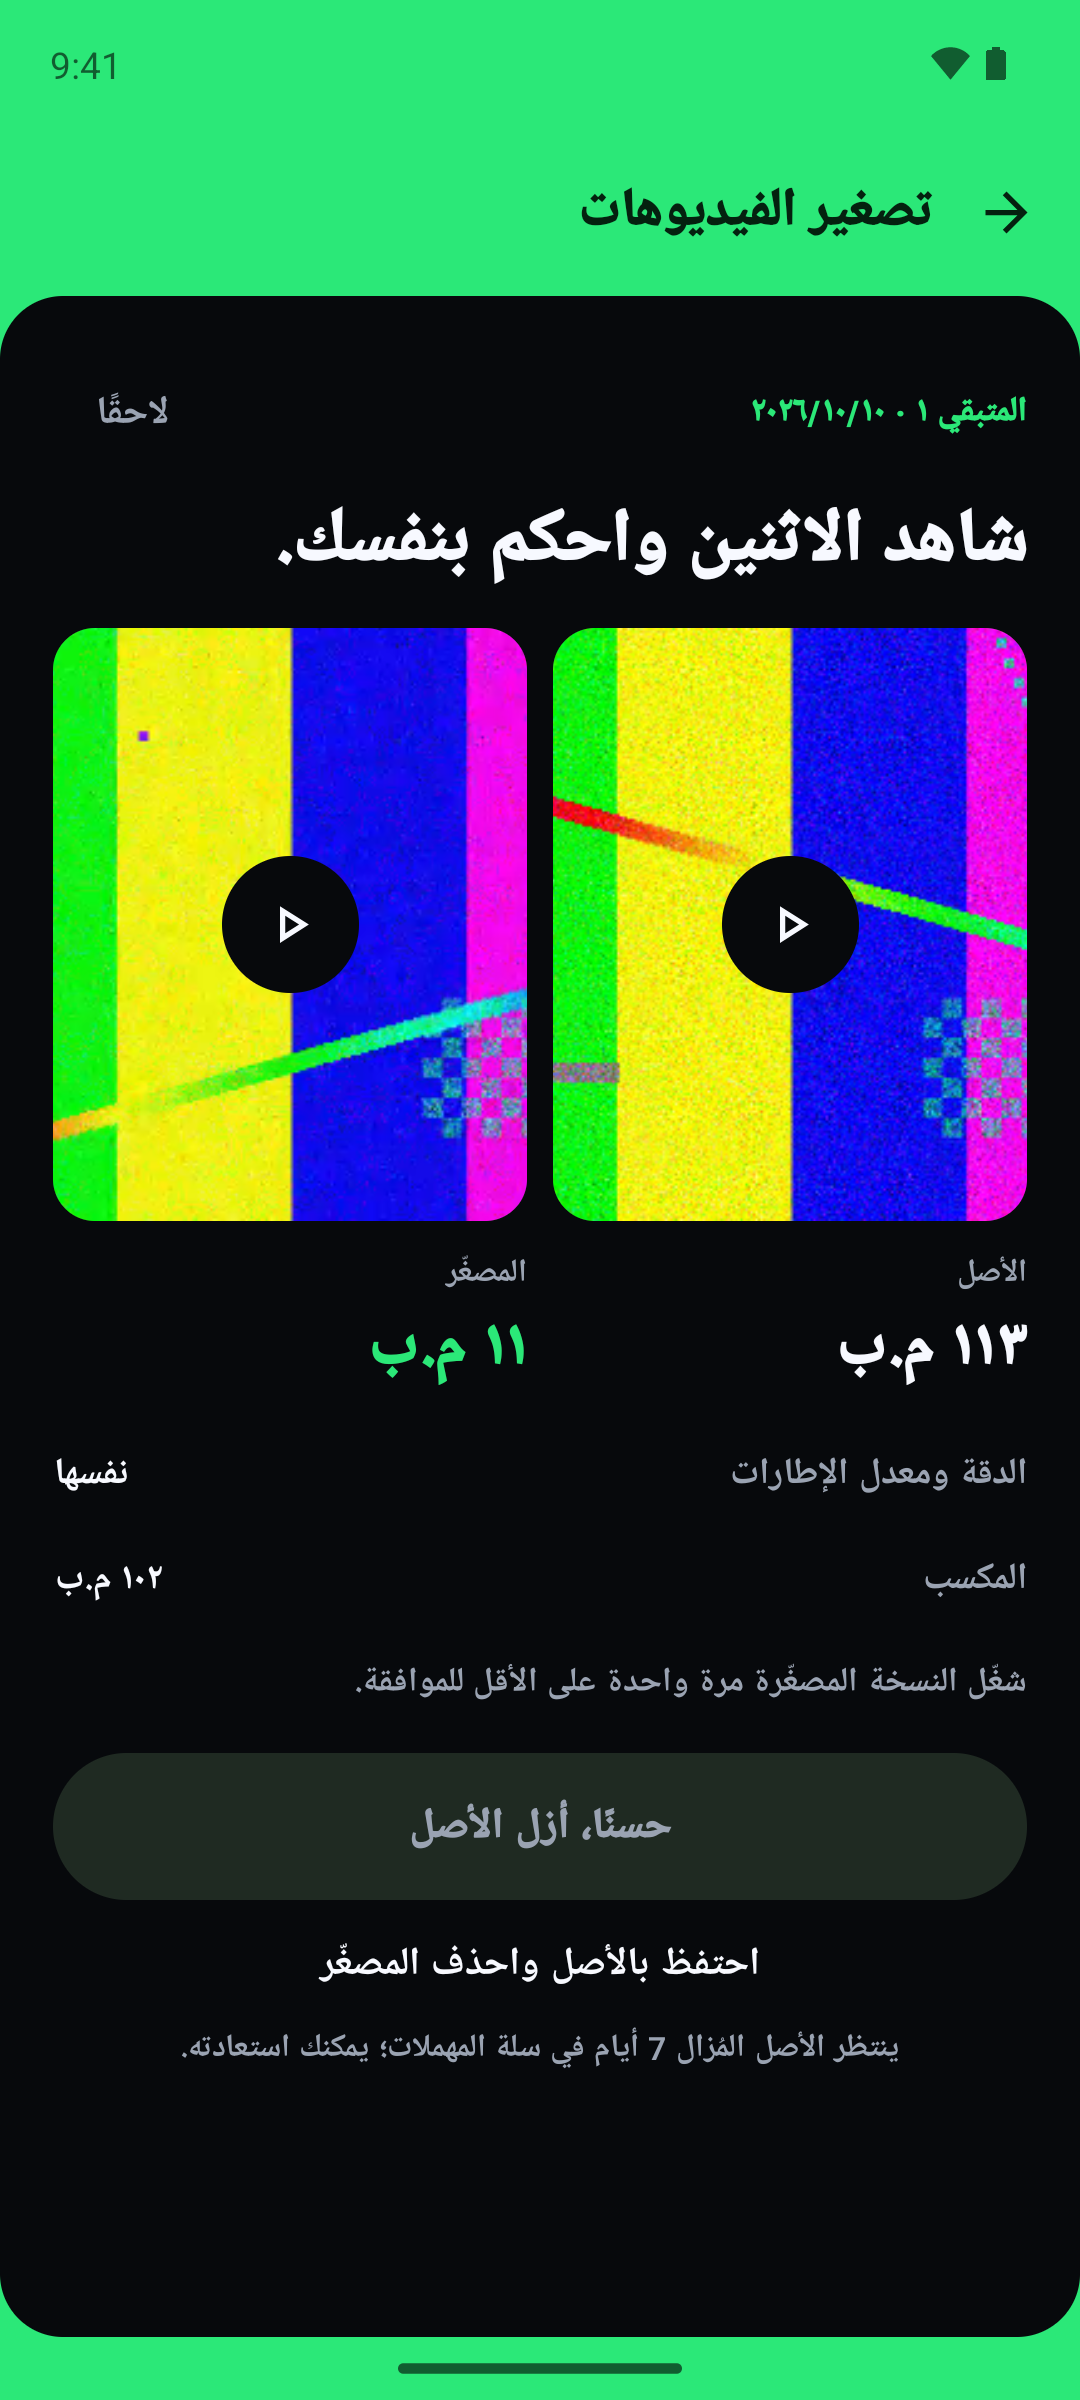 9:41
تصغير الفيديوهات
المتبقي ١ · ٢٠٢٦/١٠/١٠
لاحقًا
شاهد الاثنين واحكم بنفسك.
الأصل
المصغّر
١١٣ م.ب
١١ م.ب
الدقة ومعدل الإطارات
نفسها
المكسب
١٠٢ م.ب
شغّل النسخة المصغّرة مرة واحدة على الأقل للموافقة.
حسنًا، أزل الأصل
احتفظ بالأصل واحذف المصغّر
ينتظر الأصل المُزال 7 أيام في سلة المهملات؛ يمكنك استعادته.